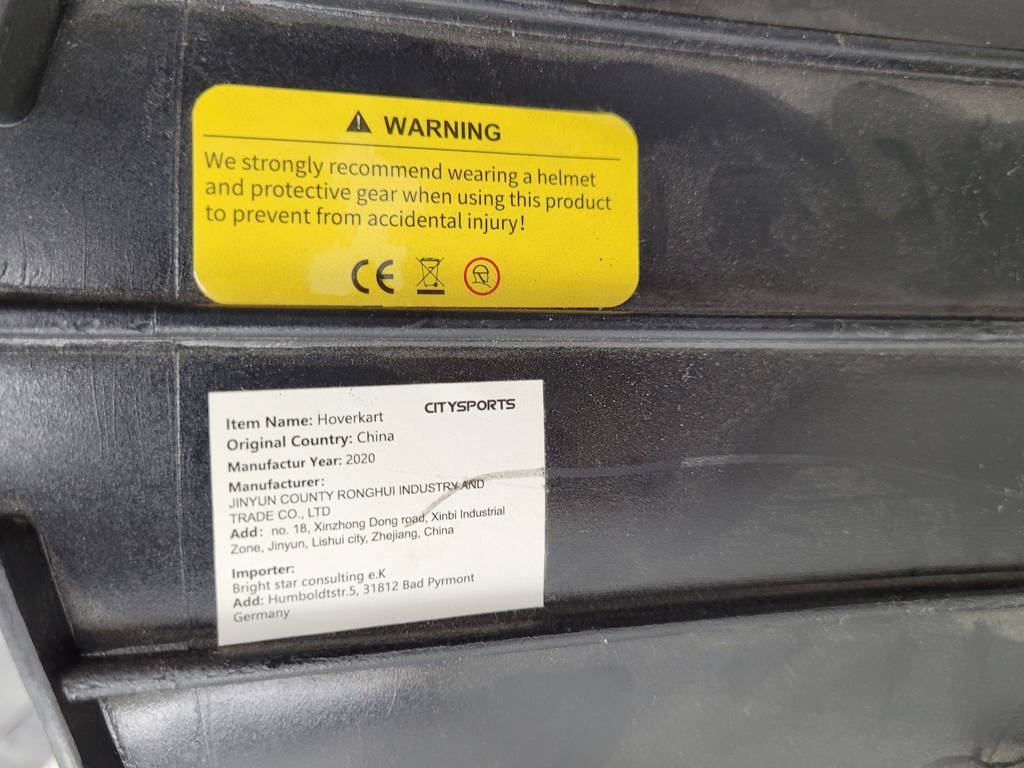 WARNING
We strongly recommend wearing a helmet
and protective gear when using this product
to prevent from accidental injury!
CE
CITYSPORTS
Item Name: Hoverkart
Original Country: China
Manufactur Year: 2020
Manufacturer:
JINYUN COUNTY RONGHUI INDUSTRY AND
TRADE CO., LTD
Add: no. 18, Xinzhong Dong road, Xinbi Industrial
Zone, Jinyun, Lishui city, Zhejiang, China
Importer:
Bright star consulting e.K
Add: Humboldtstr.5, 31812 Bad Pyrmont
Germany